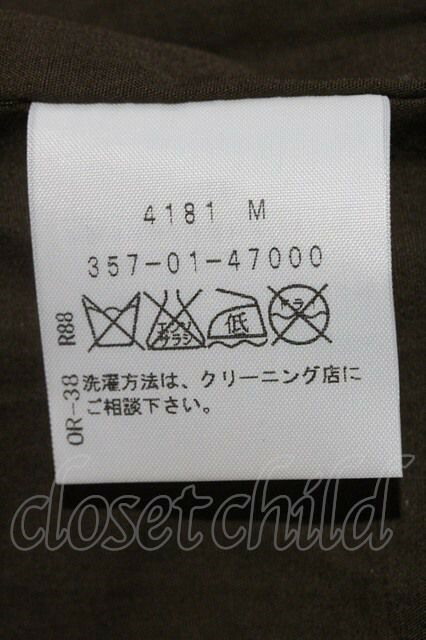 4181 M
357-01-47000
エンソサラシ
低
ドライ
洗濯方法は、クリーニング店に
ご相談下さい。
OR-38 R88
closetchild